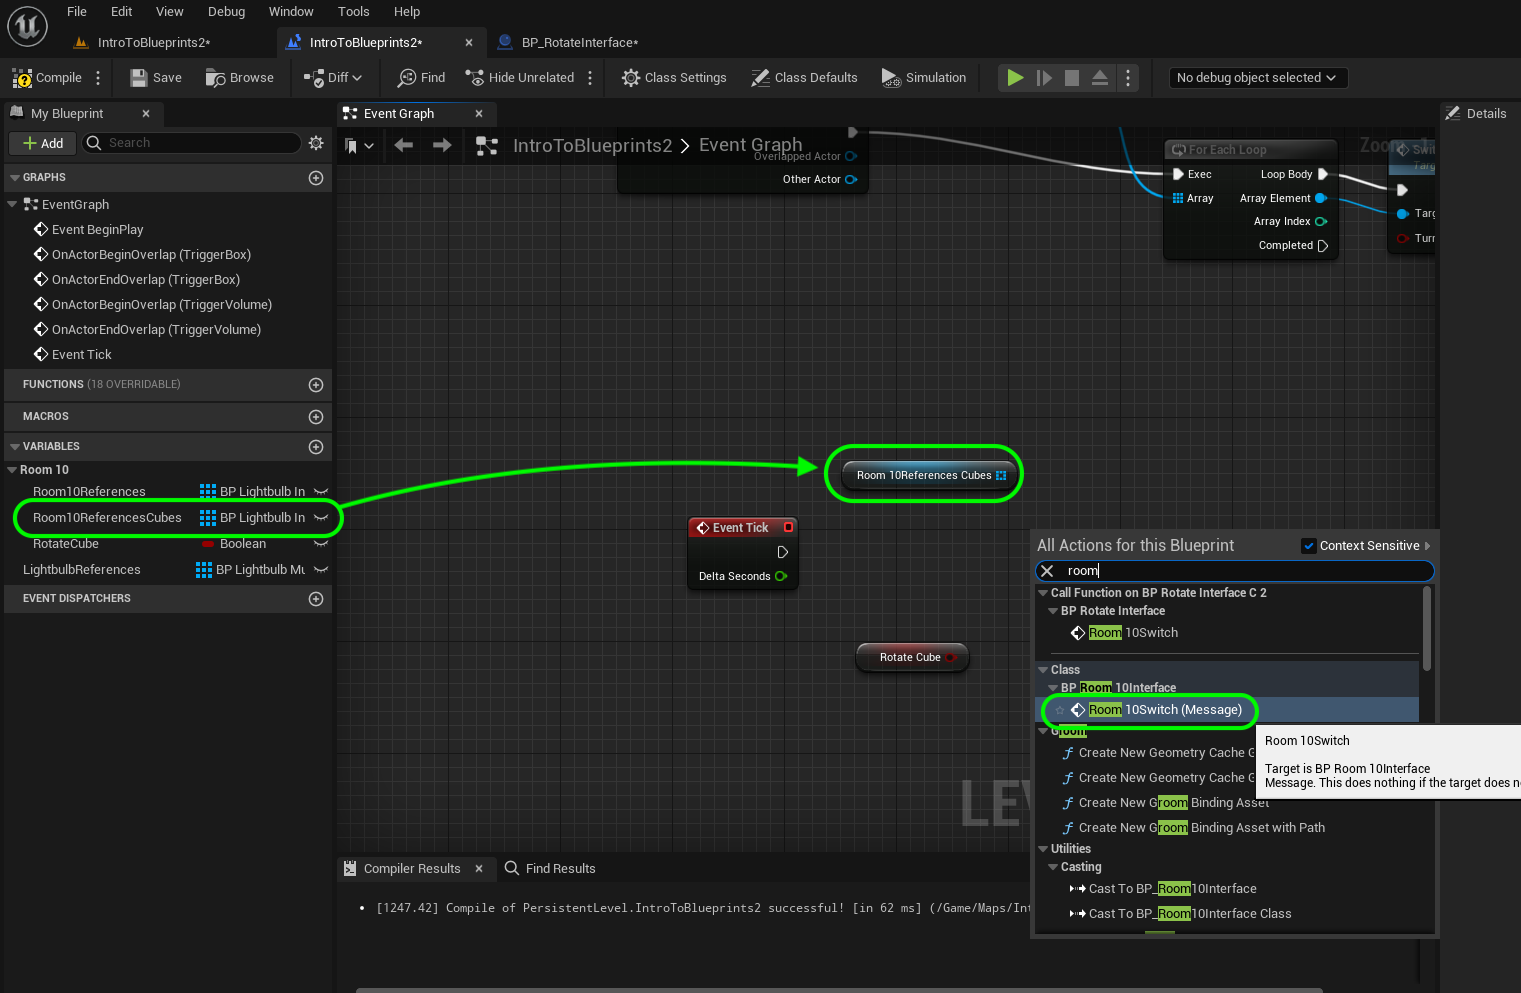 File Edit View Debug Window Tools Help
IntroToBlueprints2* IntroToBlueprints2* BP_RotateInterface*
Compile Save Browse Diff Find Hide Unrelated Class Settings Class Defaults Simulation No debug object selected
My Blueprint Event Graph Details
Add Search
IntroToBlueprints2 > Event Graph
GRAPHS
EventGraph
Event BeginPlay
OnActorBeginOverlap (TriggerBox)
OnActorEndOverlap (TriggerBox)
OnActorBeginOverlap (TriggerVolume)
OnActorEndOverlap (TriggerVolume)
Event Tick
FUNCTIONS (18 OVERRIDABLE)
MACROS
VARIABLES
Room 10
Room10References BP Lightbulb In
Room10ReferencesCubes BP Lightbulb In
RotateCube Boolean
LightbulbReferences BP Lightbulb Mu
EVENT DISPATCHERS
Overlapped Actor
Other Actor
For Each Loop
Exec Loop Body
Array Array Element
Array Index
Completed
Zoom -1
Swit
Targ
Targ
Turn
Room 10References Cubes
Event Tick
Delta Seconds
Rotate Cube
All Actions for this Blueprint Context Sensitive
room
Call Function on BP Rotate Interface C 2
BP Rotate Interface
Room 10Switch
Class
BP Room 10Interface
Room 10Switch (Message)
Groom
Create New Geometry Cache G
Create New Geometry Cache G
Create New Groom Binding Asset
Create New Groom Binding Asset with Path
Utilities
Casting
Cast To BP_Room10Interface
Cast To BP_Room10Interface Class
Room 10Switch
Target is BP Room 10Interface
Message. This does nothing if the target does no
LEV
Compiler Results Find Results
[1247.42] Compile of PersistentLevel.IntroToBlueprints2 successful! [in 62 ms] (/Game/Maps/Int